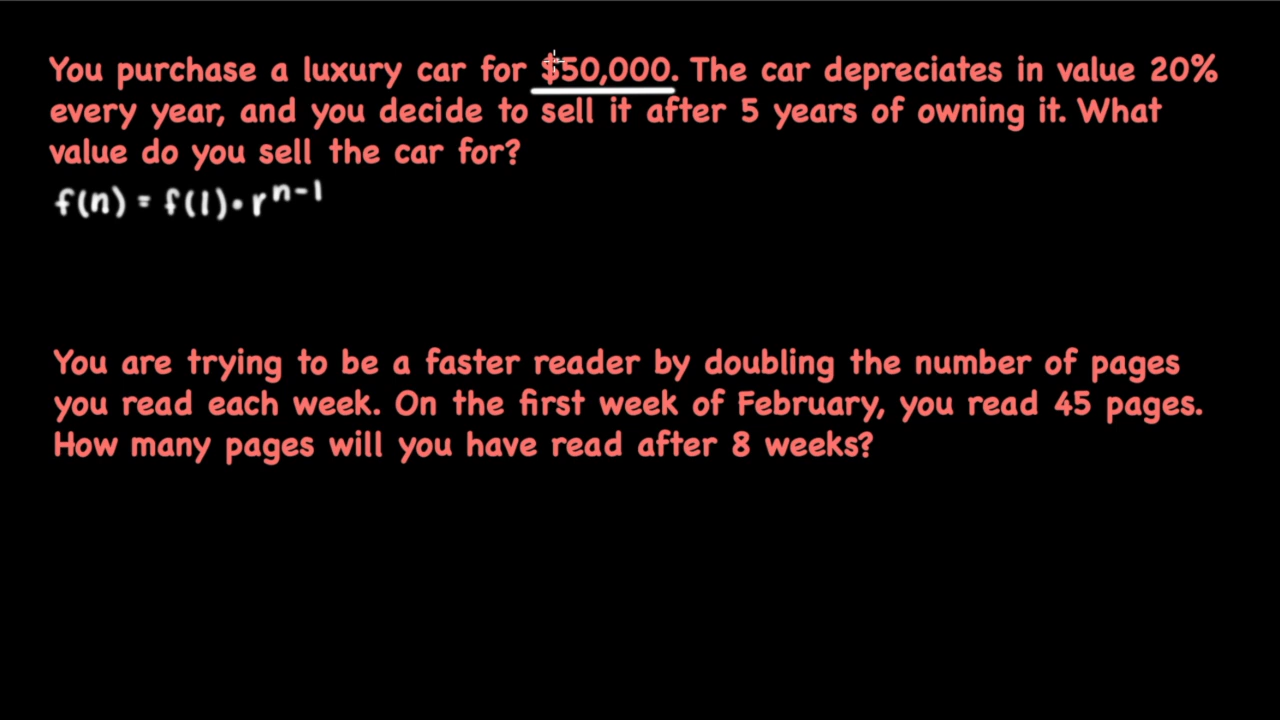 You purchase a luxury car for $50,000. The car depreciates in value 20%
every year, and you decide to sell it after 5 years of owning it. What
value do you sell the car for?
f(n) = f(1) • r^n-1
You are trying to be a faster reader by doubling the number of pages
you read each week. On the first week of February, you read 45 pages.
How many pages will you have read after 8 weeks?